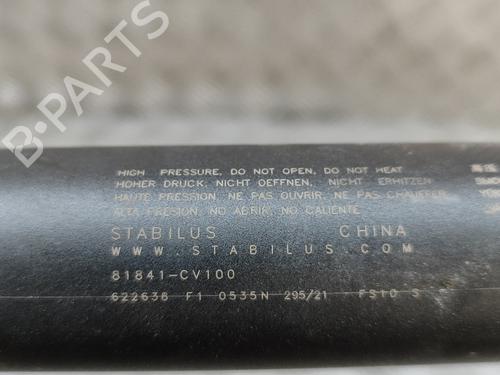 HIGH PRESSURE, DO NOT OPEN, DO NOT HEAT
HOHER DRUCK, NICHT OEFFNEN, NICHT ERHITZEN
HAUTE PRESSION, NE PAS OUVRIR, NE PAS CHAUFFER
ALTA PRESION, NO ABRIR, NO CALIENTE
STABILUS CHINA
WWW.STABILUS.COM
81841-CV100
622638 F1 0535N 295/21 FS10 S
B-PARTS